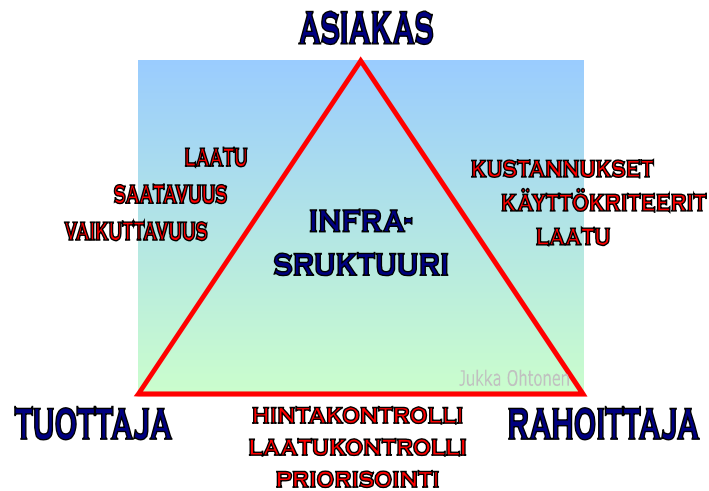 ASIAKAS
LAATU
SAATAVUUS
VAIKUTTAVUUS
KUSTANNUKSET
KÄYTTÖKRITEERIT
LAATU
INFRA-
SRUKTUURI
Jukka Ohtonen
TUOTTAJA
HINTAKONTROLLI
LAATUKONTROLLI
PRIORISOINTI
RAHOITTAJA